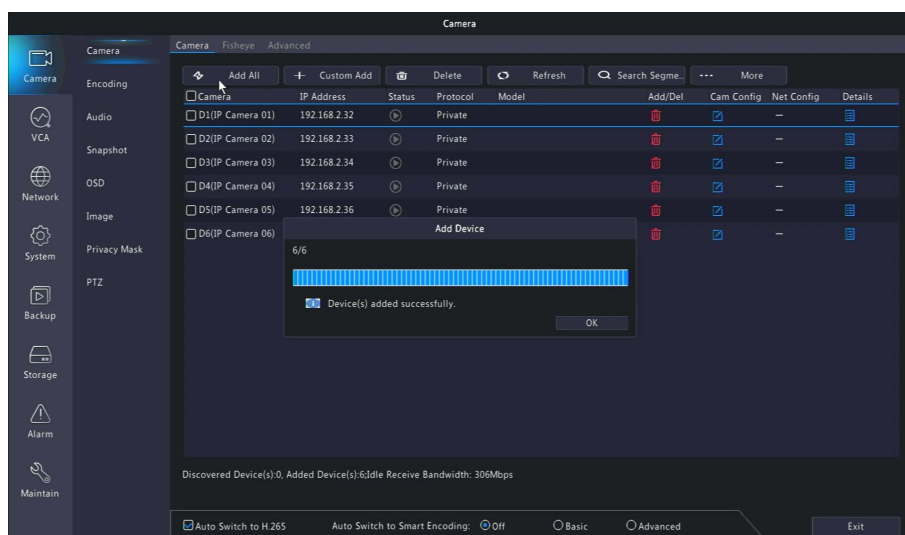 Camera
Camera
VCA
Network
System
Backup
Storage
Alarm
Maintain
Camera
Encoding
Audio
Snapshot
OSD
Image
Privacy Mask
PTZ
Camera Fisheye Advanced
Add All Custom Add Delete Refresh Search Segme.. ... More
Camera IP Address Status Protocol Model Add/Del Cam Config Net Config Details
D1(IP Camera 01) 192.168.2.32 Private –
D2(IP Camera 02) 192.168.2.33 Private –
D3(IP Camera 03) 192.168.2.34 Private –
D4(IP Camera 04) 192.168.2.35 Private –
D5(IP Camera 05) 192.168.2.36 Private –
D6(IP Camera 06) –
Add Device
6/6
Device(s) added successfully.
OK
Discovered Device(s):0, Added Device(s):6;Idle Receive Bandwidth: 306Mbps
Auto Switch to H.265 Auto Switch to Smart Encoding: Off Basic Advanced Exit